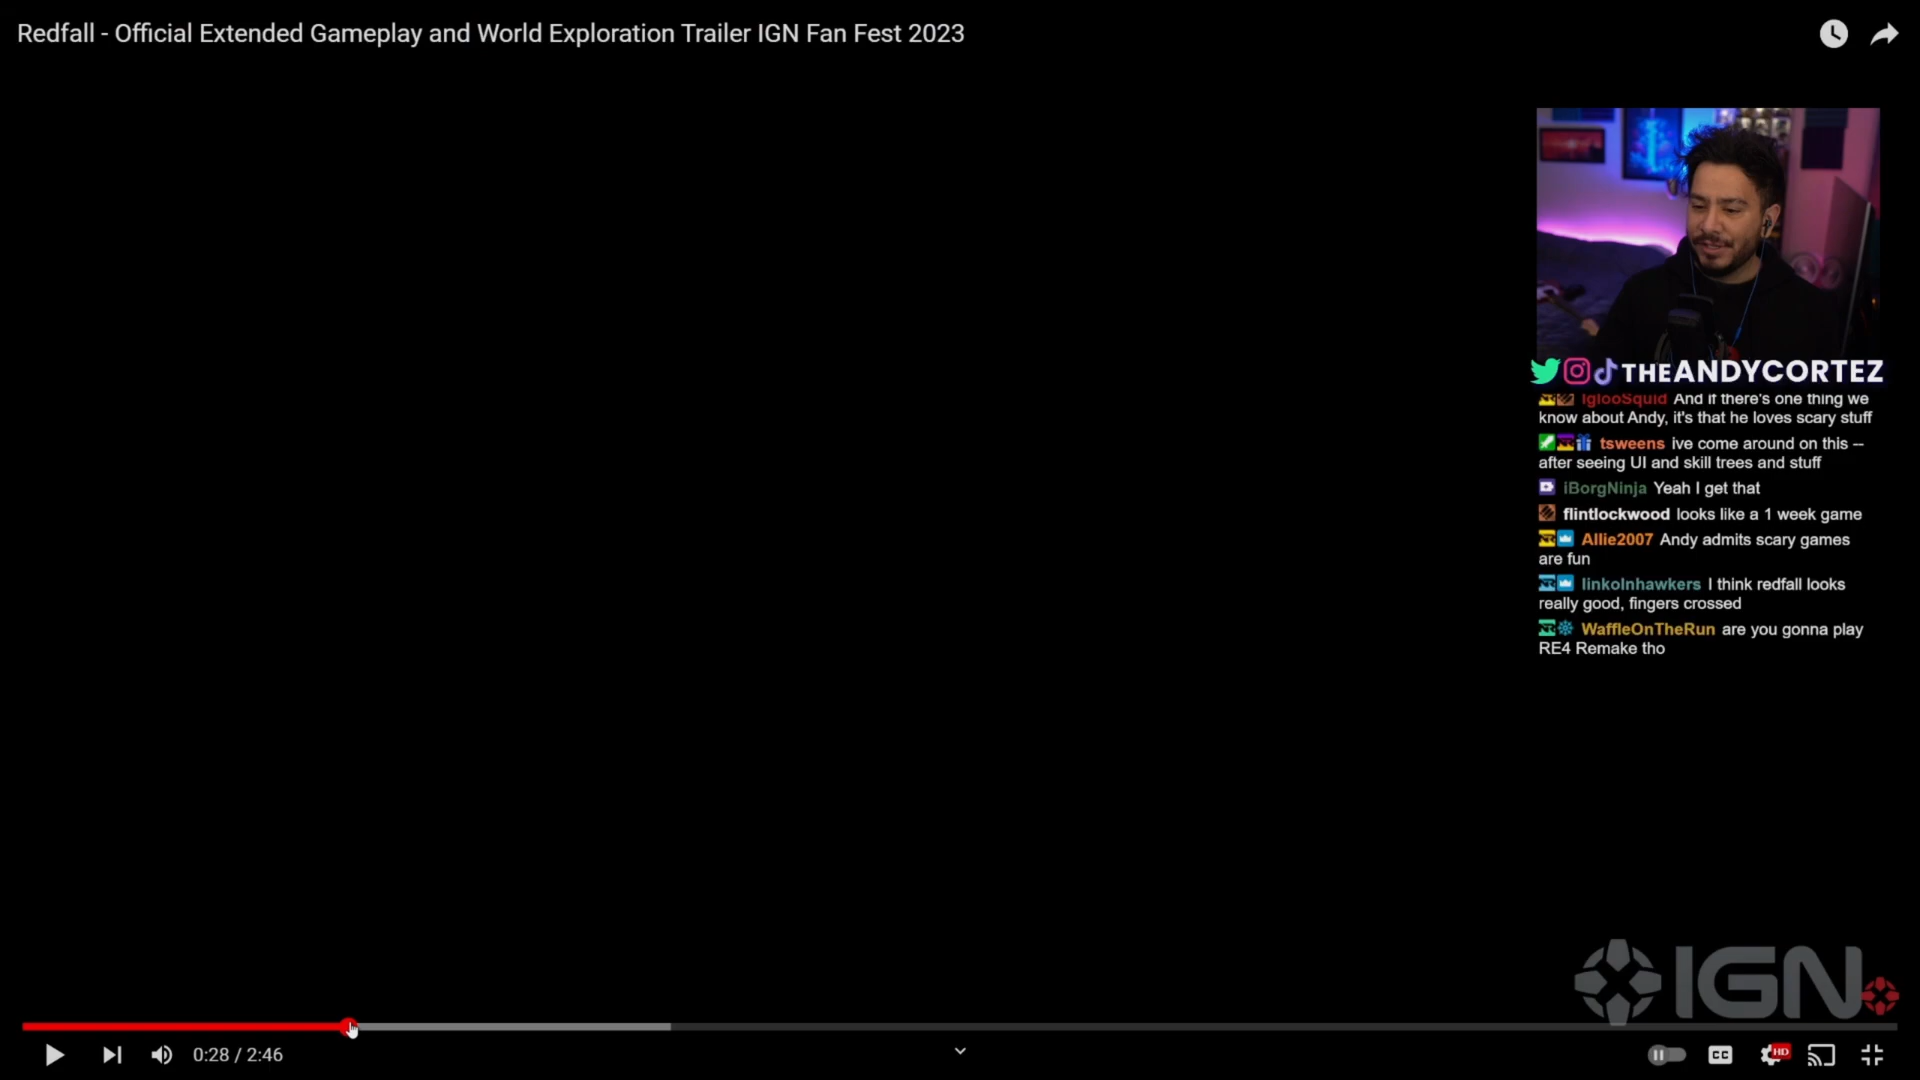 Redfall - Official Extended Gameplay and World Exploration Trailer IGN Fan Fest 2023
THEANDYCORTEZ
IglooSquid And if there's one thing we
know about Andy, it's that he loves scary stuff
tsweens ive come around on this --
after seeing UI and skill trees and stuff
iBorgNinja Yeah I get that
flintlockwood looks like a 1 week game
Allie2007 Andy admits scary games
are fun
linkolnhawkers I think redfall looks
really good, fingers crossed
WaffleOnTheRun are you gonna play
RE4 Remake tho
IGN
0:28 / 2:46
CC
HD